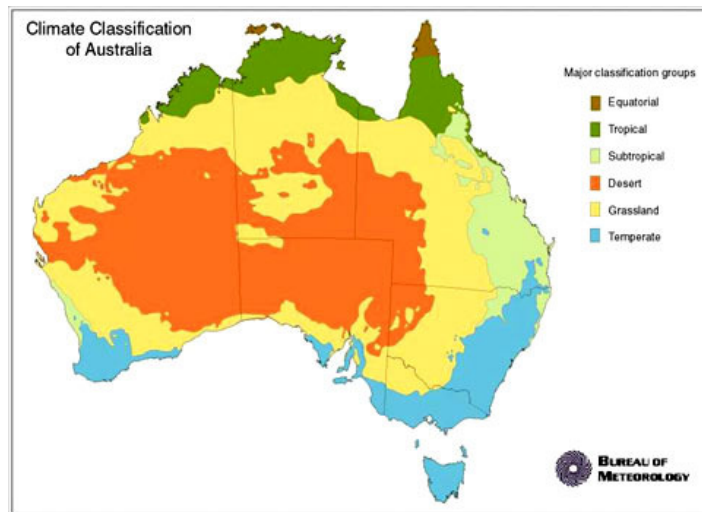 Climate Classification
of Australia
Major classification groups
Equatorial
Tropical
Subtropical
Desert
Grassland
Temperate
BUREAU OF
METEOROLOGY